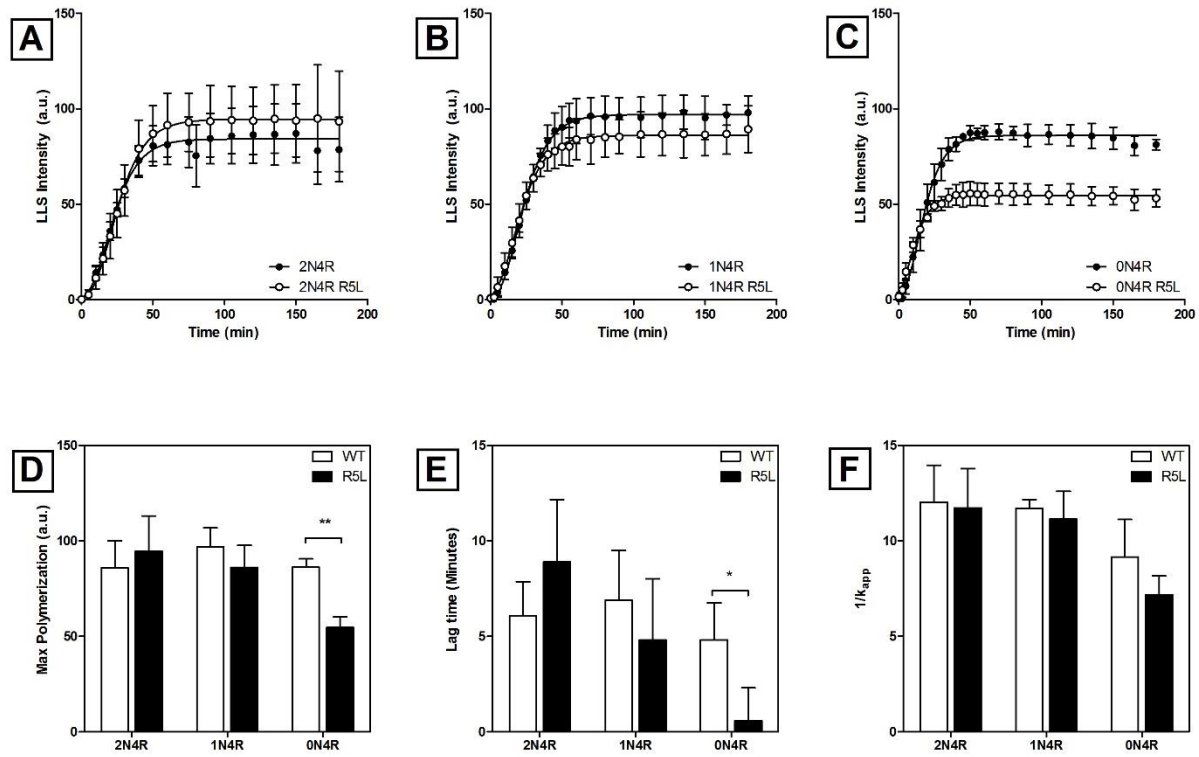 A
150
100
50
0
LLS Intensity (a.u.)
2N4R
2N4R R5L
0 50 100 150 200
Time (min)
B
150
100
50
0
LLS Intensity (a.u.)
1N4R
1N4R R5L
0 50 100 150 200
Time (min)
C
150
100
50
0
LLS Intensity (a.u.)
0N4R
0N4R R5L
0 50 100 150 200
Time (min)
D
150
100
50
0
Max Polymerization (a.u.)
WT
R5L
**
2N4R 1N4R 0N4R
E
15
10
5
0
Lag time (Minutes)
WT
R5L
*
2N4R 1N4R 0N4R
F
15
10
5
0
1/kapp
WT
R5L
2N4R 1N4R 0N4R